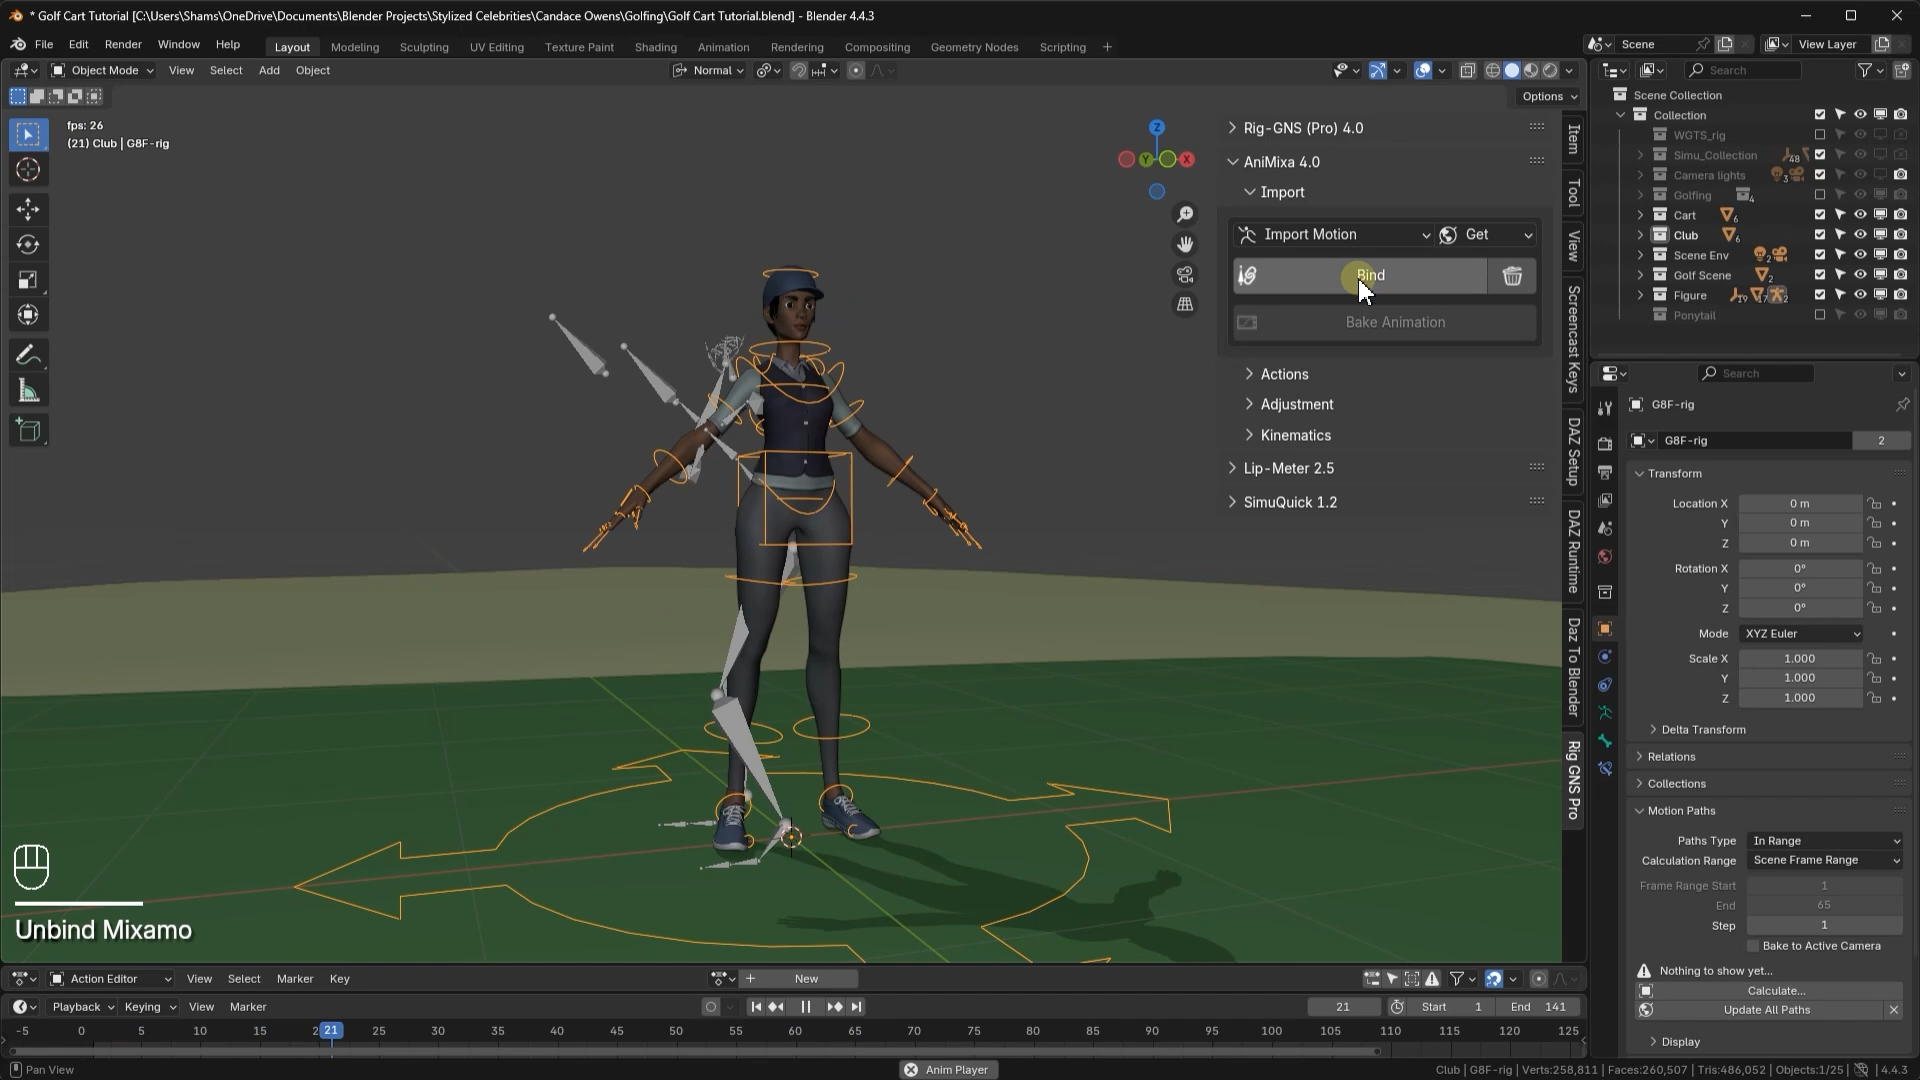 * Golf Cart Tutorial [C:\Users\Shams\OneDrive\Documents\Blender Projects\Stylized Celebrities\Candace Owens\Golfing\Golf Cart Tutorial.blend] - Blender 4.4.3
File Edit Render Window Help Layout Modeling Sculpting UV Editing Texture Paint Shading Animation Rendering Compositing Geometry Nodes Scripting + Scene View Layer
Object Mode View Select Add Object Normal Search
Options
fps: 26
(21) Club | G8F-rig
Z
Y X
Rig-GNS (Pro) 4.0
AniMixa 4.0
Import
Import Motion Get
Bind
Bake Animation
Actions
Adjustment
Kinematics
Lip-Meter 2.5
SimuQuick 1.2
Item
Tool
View
Screencast Keys
DAZ Setup
DAZ Runtime
Daz To Blender
Rig GNS Pro
Scene Collection
Collection
WGTS_rig
Simu_Collection 48
Camera lights 3
Golfing 4
Cart 6
Club 6
Scene Env 2
Golf Scene 2
Figure 19 17 2
Ponytail
Search
G8F-rig
G8F-rig 2
Transform
Location X 0 m
Y 0 m
Z 0 m
Rotation X 0°
Y 0°
Z 0°
Mode XYZ Euler
Scale X 1.000
Y 1.000
Z 1.000
Delta Transform
Relations
Collections
Motion Paths
Paths Type In Range
Calculation Range Scene Frame Range
Frame Range Start 1
End 65
Step 1
Bake to Active Camera
Nothing to show yet...
Calculate...
Update All Paths
Display
Unbind Mixamo
Action Editor View Select Marker Key + New
Playback Keying View Marker 21 Start 1 End 141
-5 0 5 10 15 2 21 25 30 35 40 45 50 55 60 65 70 75 80 85 90 95 100 105 110 115 120 125
Pan View Anim Player Club | G8F-rig | Verts:258,811 | Faces:260,507 | Tris:486,052 | Objects:1/25 | 4.4.3